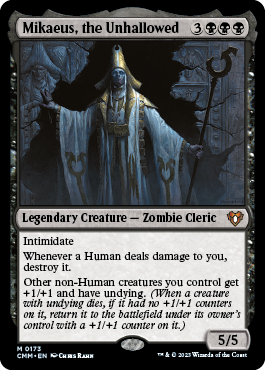 Mikaeus, the Unhallowed 3
Legendary Creature — Zombie Cleric
Intimidate
Whenever a Human deals damage to you,
destroy it.
Other non-Human creatures you control get
+1/+1 and have undying. (When a creature
with undying dies, if it had no +1/+1 counters
on it, return it to the battlefield under its owner's
control with a +1/+1 counter on it.)
5/5
M 0173
CMM • EN Chris Rahn
™ & © 2023 Wizards of the Coast